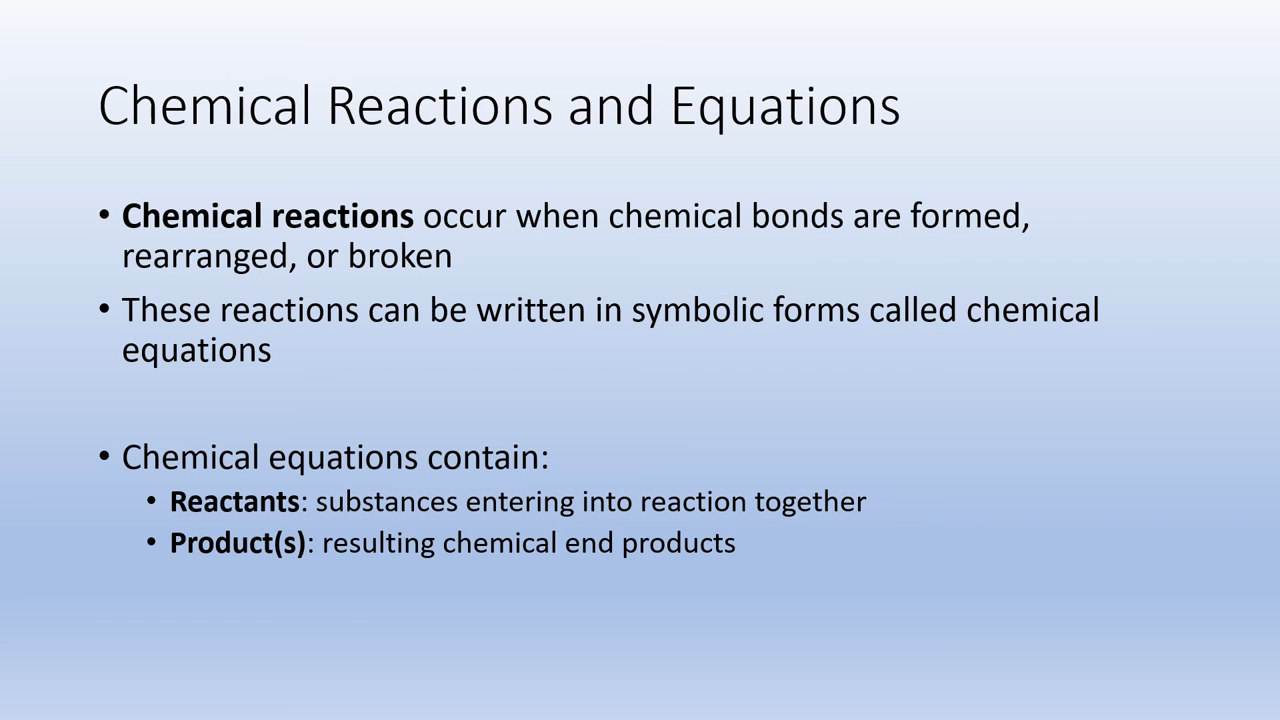 Chemical Reactions and Equations
• Chemical reactions occur when chemical bonds are formed,
rearranged, or broken
• These reactions can be written in symbolic forms called chemical
equations
• Chemical equations contain:
• Reactants: substances entering into reaction together
• Product(s): resulting chemical end products